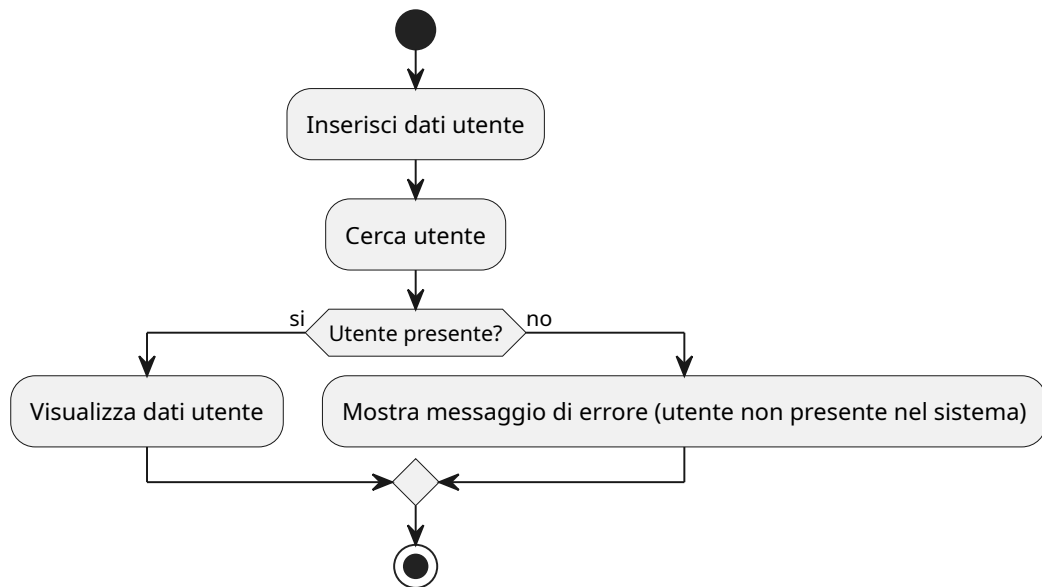 Inserisci dati utente
Cerca utente
si
Utente presente?
no
Visualizza dati utente
Mostra messaggio di errore (utente non presente nel sistema)